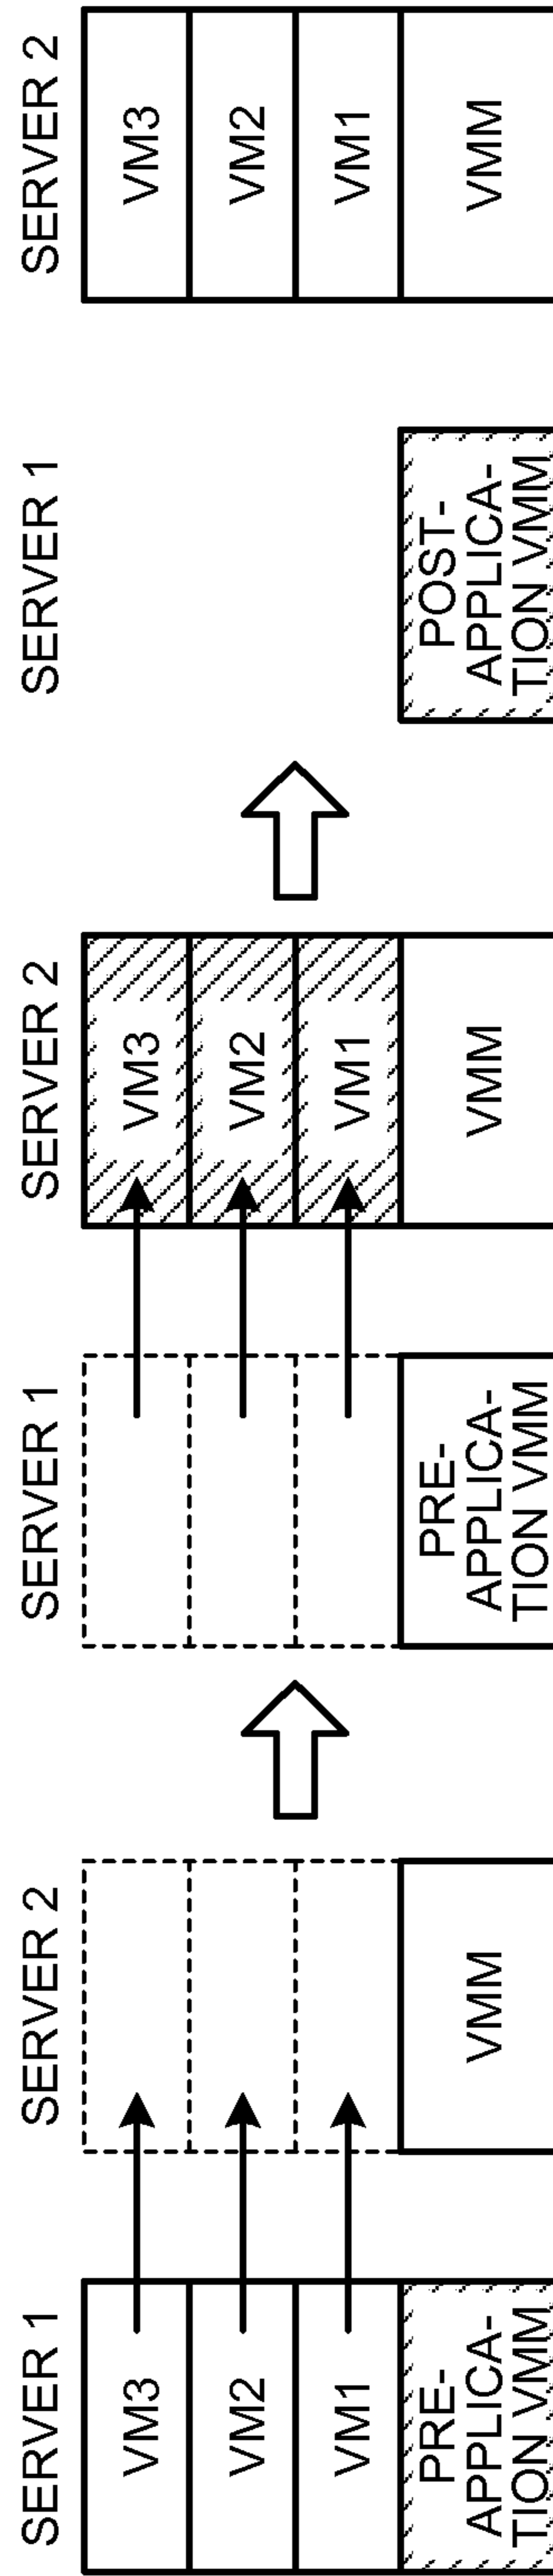 SERVER 1
VM3
VM2
VM1
PRE-
APPLICA-
TION VMM
SERVER 2
VMM
SERVER 1
PRE-
APPLICA-
TION VMM
SERVER 2
VM3
VM2
VM1
VMM
SERVER 1
POST-
APPLICA-
TION VMM
SERVER 2
VM3
VM2
VM1
VMM